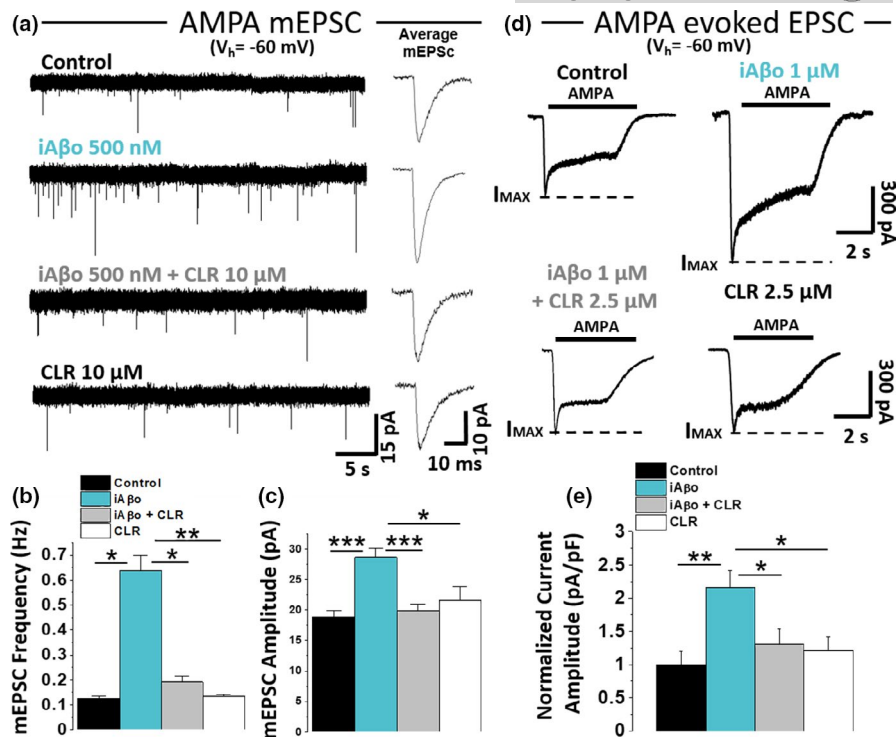 (a) AMPA mEPSC
(Vh= -60 mV)
Average
mEPSc
Control
iAβo 500 nM
iAβo 500 nM + CLR 10 µM
CLR 10 µM
5 s
15 pA
10 ms
10 pA
(d) AMPA evoked EPSC
(Vh= -60 mV)
Control
AMPA
IMAX
iAβo 1 µM
AMPA
IMAX
300 pA
2 s
iAβo 1 µM
+ CLR 2.5 µM
AMPA
IMAX
CLR 2.5 µM
AMPA
IMAX
300 pA
2 s
(b)
Control
iAβo
iAβo + CLR
CLR
mEPSC Frequency (Hz)
0.7
0.6
0.5
0.4
0.3
0.2
0.1
0
* * **
(c)
mEPSC Amplitude (pA)
30
25
20
15
10
5
0
*** *** *
(e)
Control
iAβo
iAβo + CLR
CLR
Normalized Current
Amplitude (pA/pF)
3
2.5
2
1.5
1
0.5
0
** * *